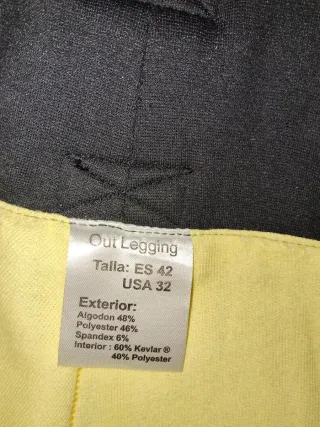 Out Legging
Talla: ES 42
USA 32
Exterior:
Algodon 48%
Polyester 46%
Spandex 6%
Interior : 60% Kevlar ®
40% Polyester